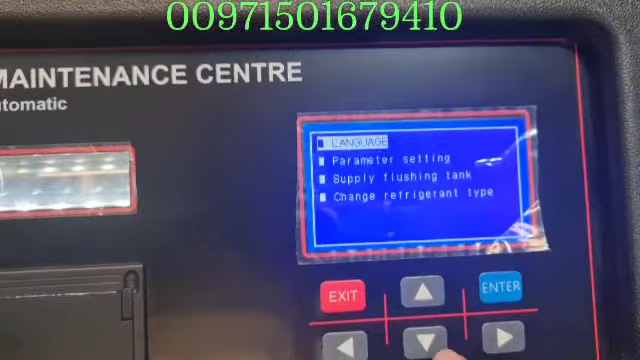 00971501679410
MAINTENANCE CENTRE
utomatic
LANGUAGE
Parameter setting
Supply flushing tank
Change refrigerant type
EXIT
ENTER